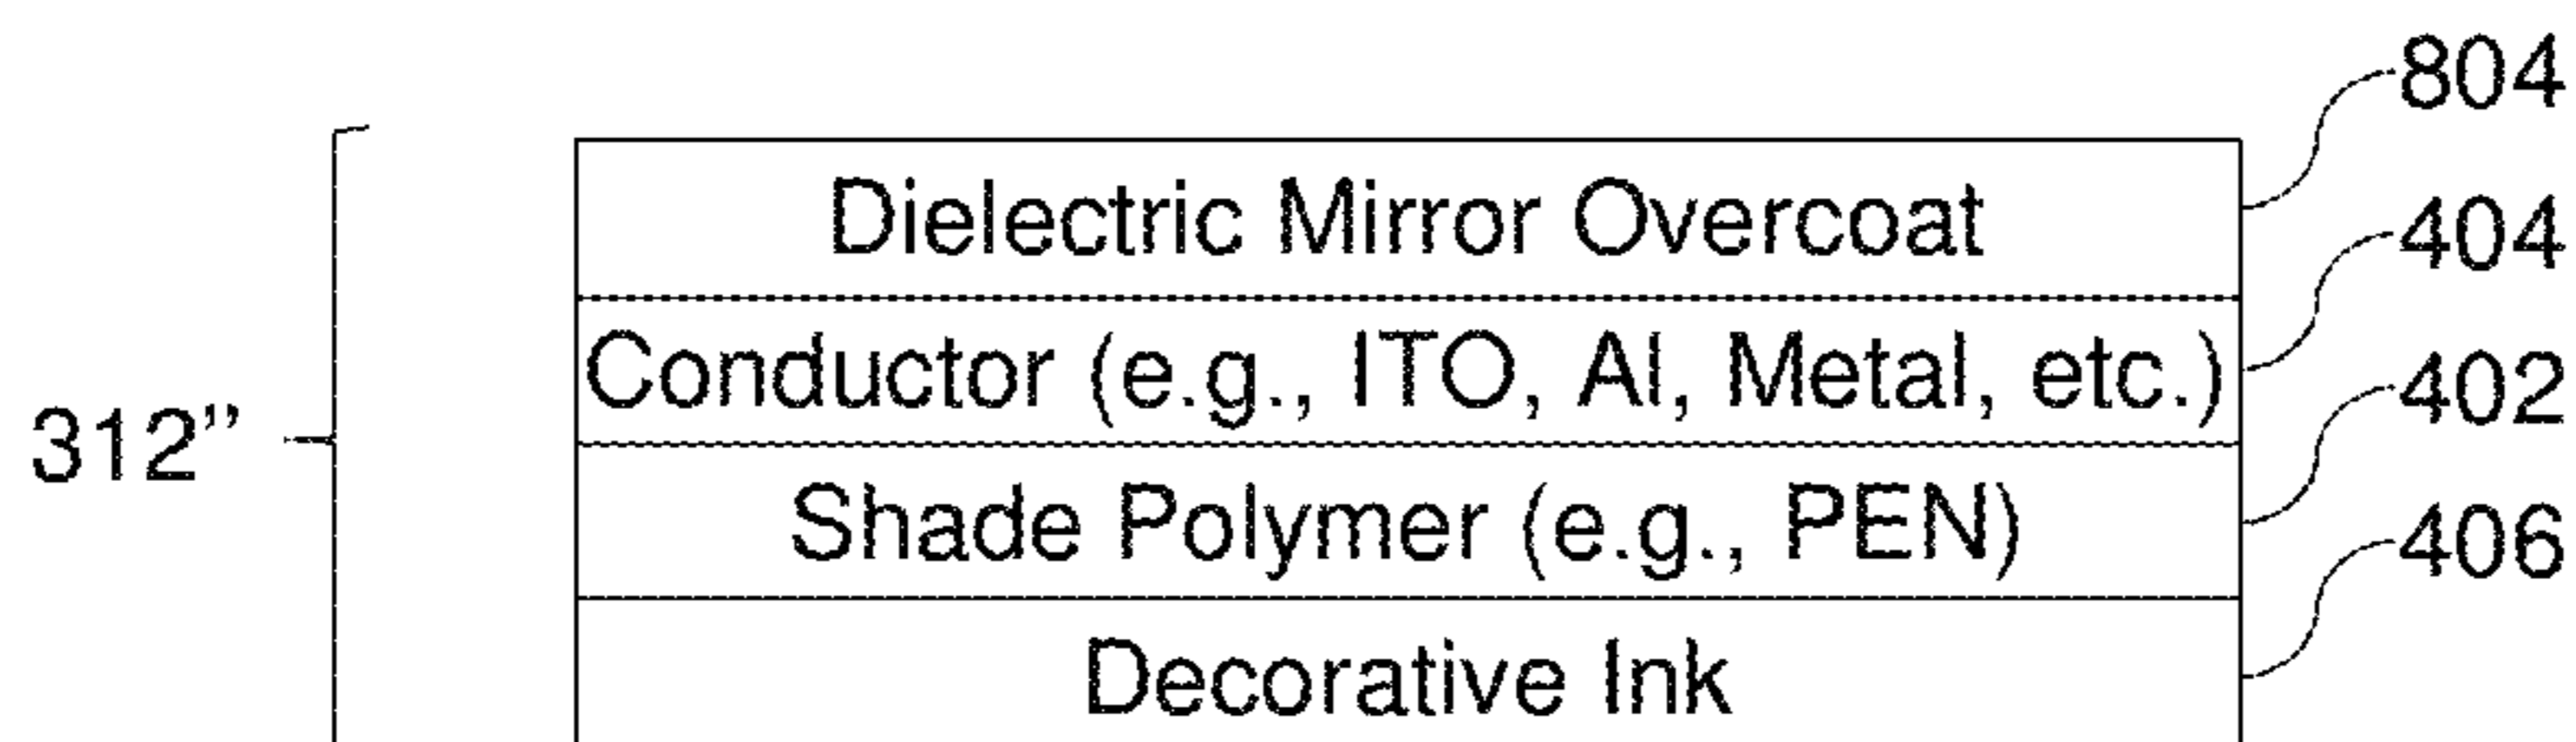 804
Dielectric Mirror Overcoat
404
Conductor (e.g., ITO, Al, Metal, etc.)
402
312”
Shade Polymer (e.g., PEN)
406
Decorative Ink